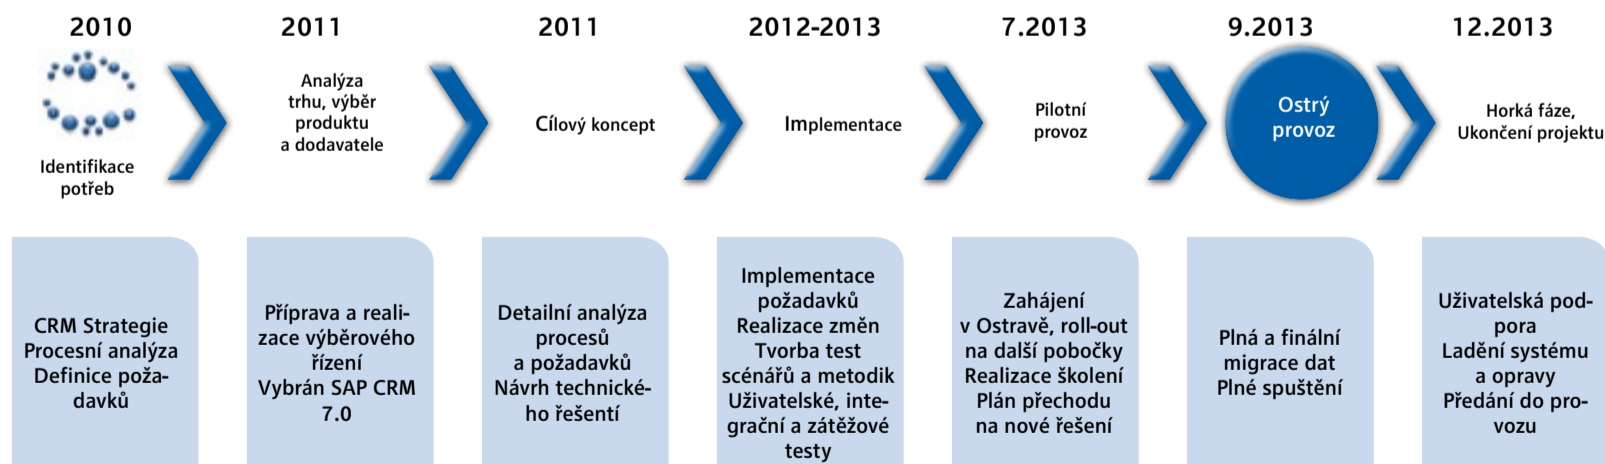 2010
2011
2011
2012-2013
7.2013
9.2013
12.2013
Identifikace
potřeb
Analýza
trhu, výběr
produktu
a dodavatele
Cílový koncept
Implementace
Pilotní
provoz
Ostrý
provoz
Horká fáze,
Ukončení projektu
CRM Strategie
Procesní analýza
Definice poža-
davků
Příprava a reali-
zace výběrového
řízení
Vybrán SAP CRM
7.0
Detailní analýza
procesů
a požadavků
Návrh technické-
ho řešentí
Implementace
požadavků
Realizace změn
Tvorba test
scénářů a metodik
Uživatelské, inte-
grační a zátěžové
testy
Zahájení
v Ostravě, roll-out
na další pobočky
Realizace školení
Plán přechodu
na nové řešení
Plná a finální
migrace dat
Plné spuštění
Uživatelská pod-
pora
Ladění systému
a opravy
Předání do pro-
vozu